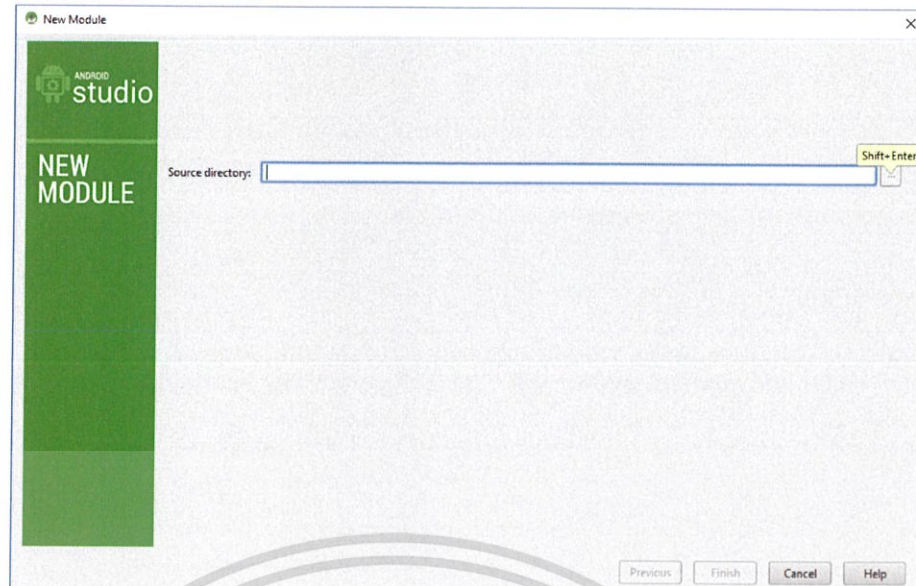 New Module
ANDROID
studio
NEW
MODULE
Source directory:
Shift+Enter
...
Previous
Finish
Cancel
Help